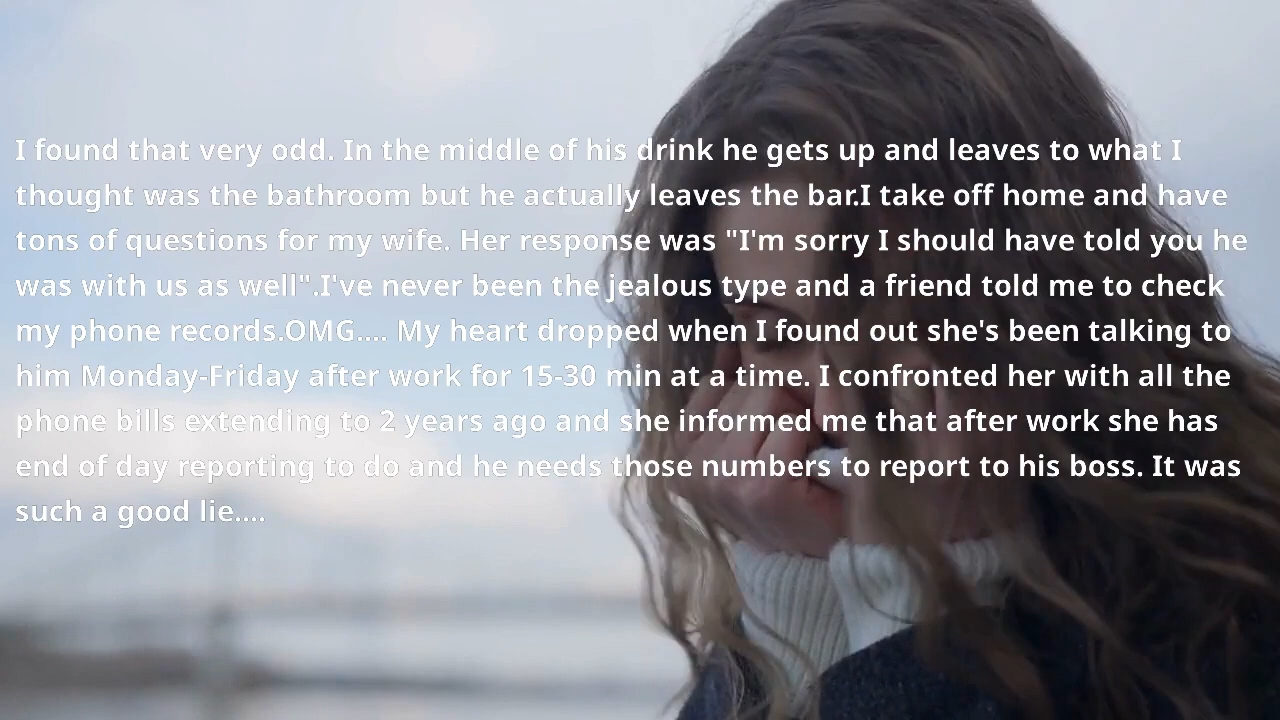 I found that very odd. In the middle of his drink he gets up and leaves to what I
thought was the bathroom but he actually leaves the bar.I take off home and have
tons of questions for my wife. Her response was "I'm sorry I should have told you he
was with us as well".I've never been the jealous type and a friend told me to check
my phone records.OMG.... My heart dropped when I found out she's been talking to
him Monday-Friday after work for 15-30 min at a time. I confronted her with all the
phone bills extending to 2 years ago and she informed me that after work she has
end of day reporting to do and he needs those numbers to report to his boss. It was
such a good lie....